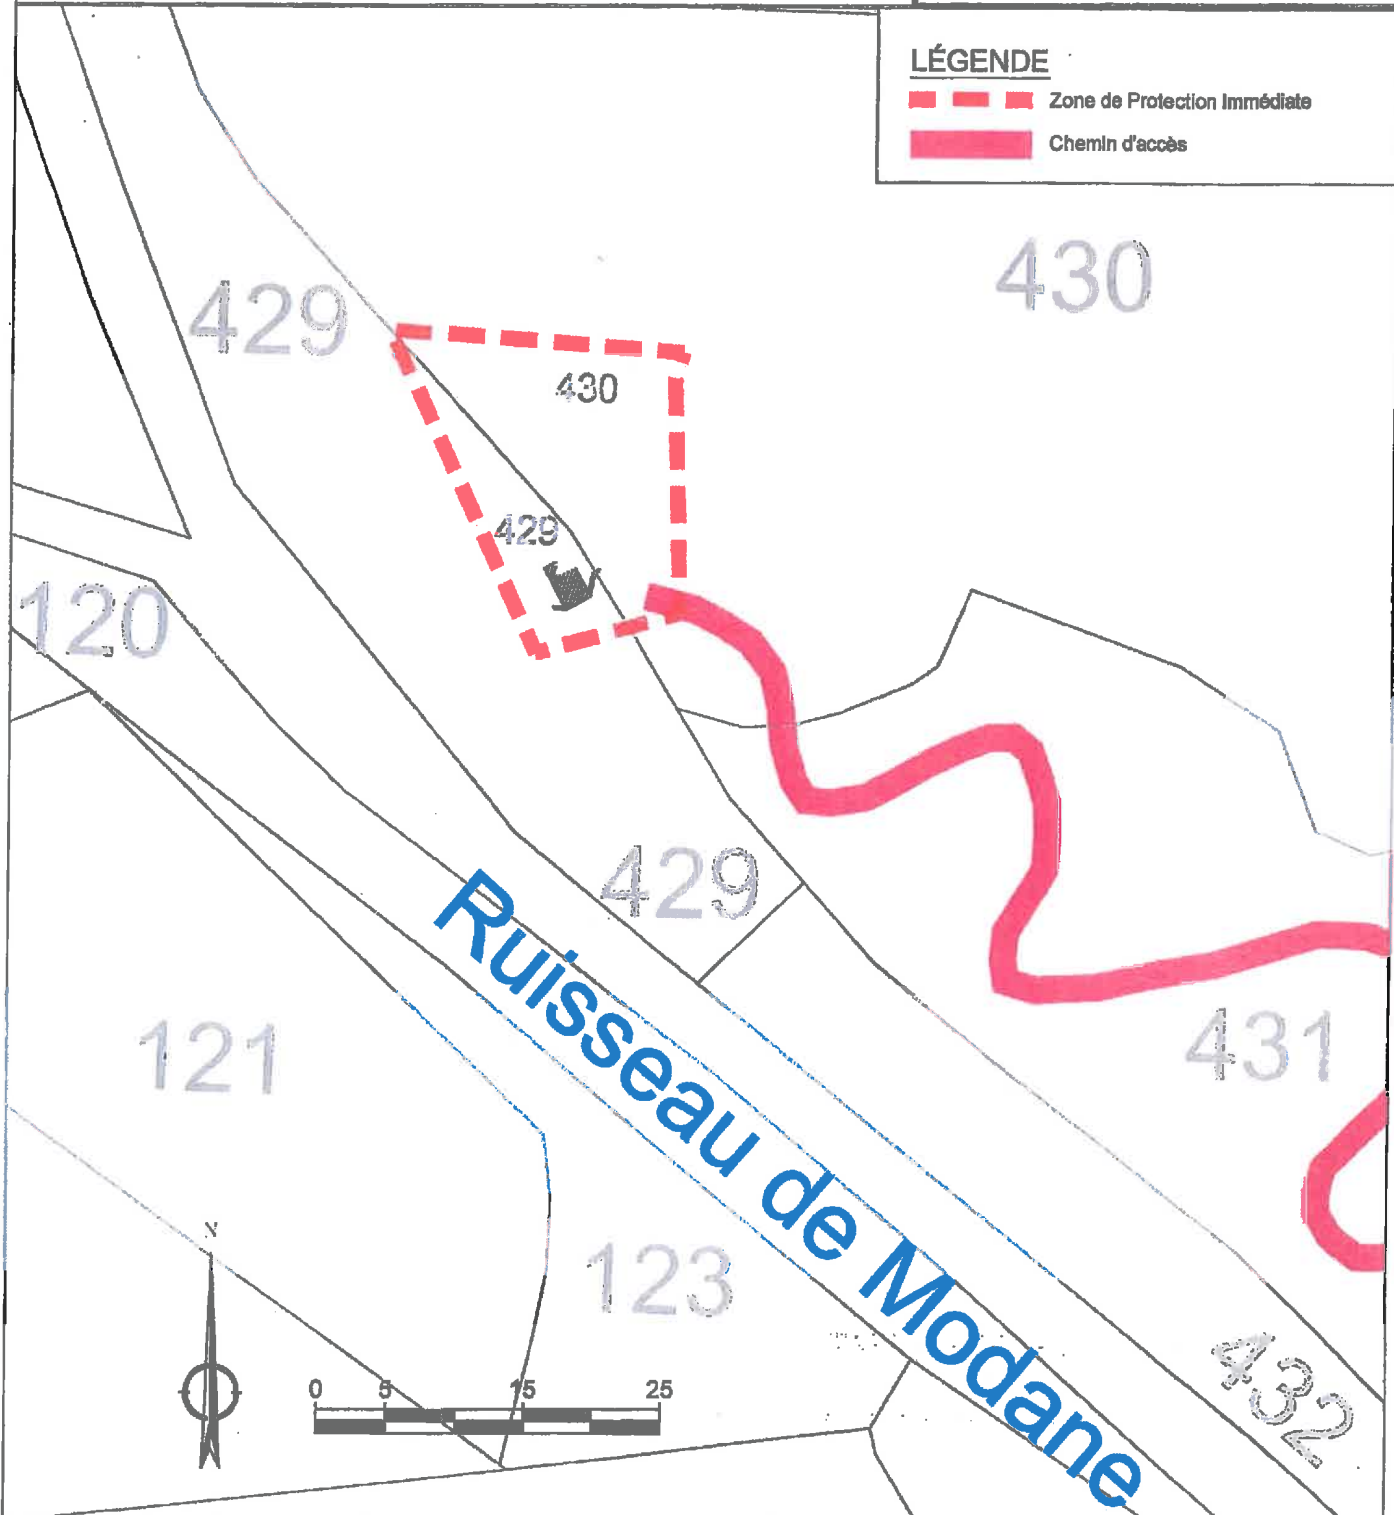 LÉGENDE
Zone de Protection Immédiate
Chemin d'accès
430
429
430
429
120
429
Ruisseau de Modane
121
431
123
432
N
0 5 15 25